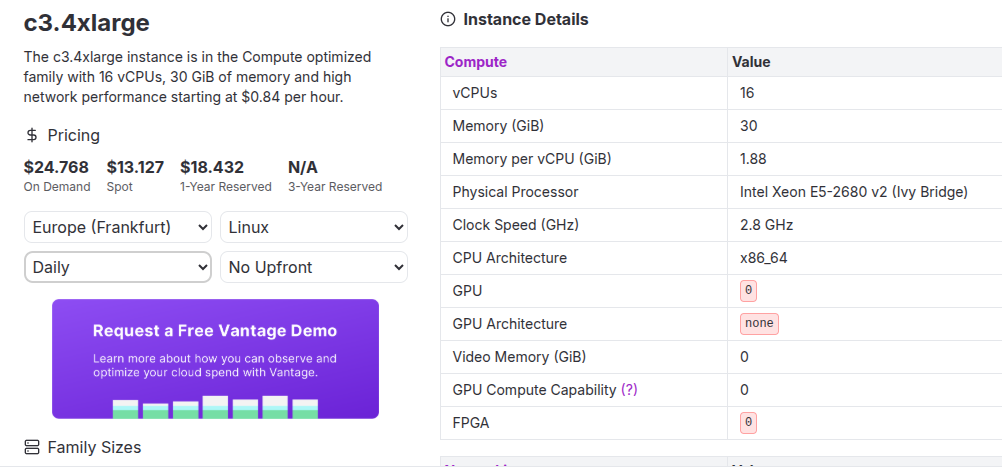 c3.4xlarge
The c3.4xlarge instance is in the Compute optimized
family with 16 vCPUs, 30 GiB of memory and high
network performance starting at $0.84 per hour.
Pricing
$24.768 $13.127 $18.432 N/A
On Demand Spot 1-Year Reserved 3-Year Reserved
Europe (Frankfurt) Linux
Daily No Upfront
Request a Free Vantage Demo
Learn more about how you can observe and
optimize your cloud spend with Vantage.
Family Sizes
Instance Details
Compute Value
vCPUs 16
Memory (GiB) 30
Memory per vCPU (GiB) 1.88
Physical Processor Intel Xeon E5-2680 v2 (Ivy Bridge)
Clock Speed (GHz) 2.8 GHz
CPU Architecture x86_64
GPU 0
GPU Architecture none
Video Memory (GiB) 0
GPU Compute Capability (?) 0
FPGA 0